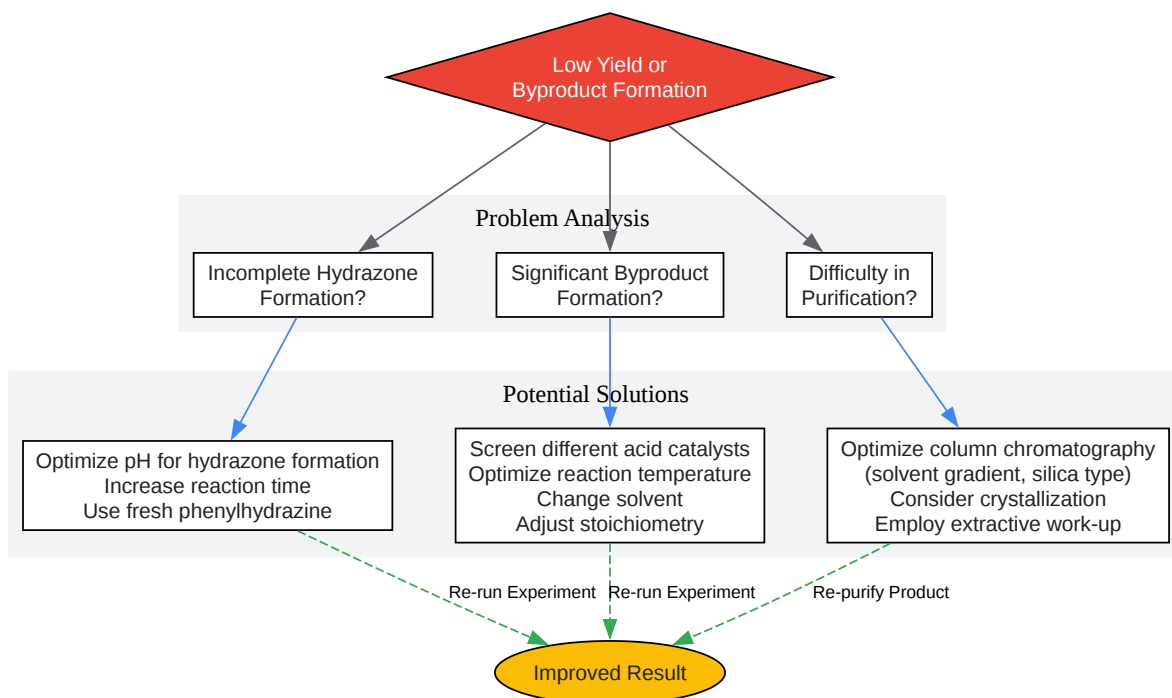 Low Yield or
Byproduct Formation
Problem Analysis
Incomplete Hydrazone
Formation?
Significant Byproduct
Formation?
Difficulty in
Purification?
Potential Solutions
Optimize pH for hydrazone formation
Increase reaction time
Use fresh phenylhydrazine
Screen different acid catalysts
Optimize reaction temperature
Change solvent
Adjust stoichiometry
Optimize column chromatography
(solvent gradient, silica type)
Consider crystallization
Employ extractive work-up
Re-run Experiment
Re-run Experiment
Re-purify Product
Improved Result